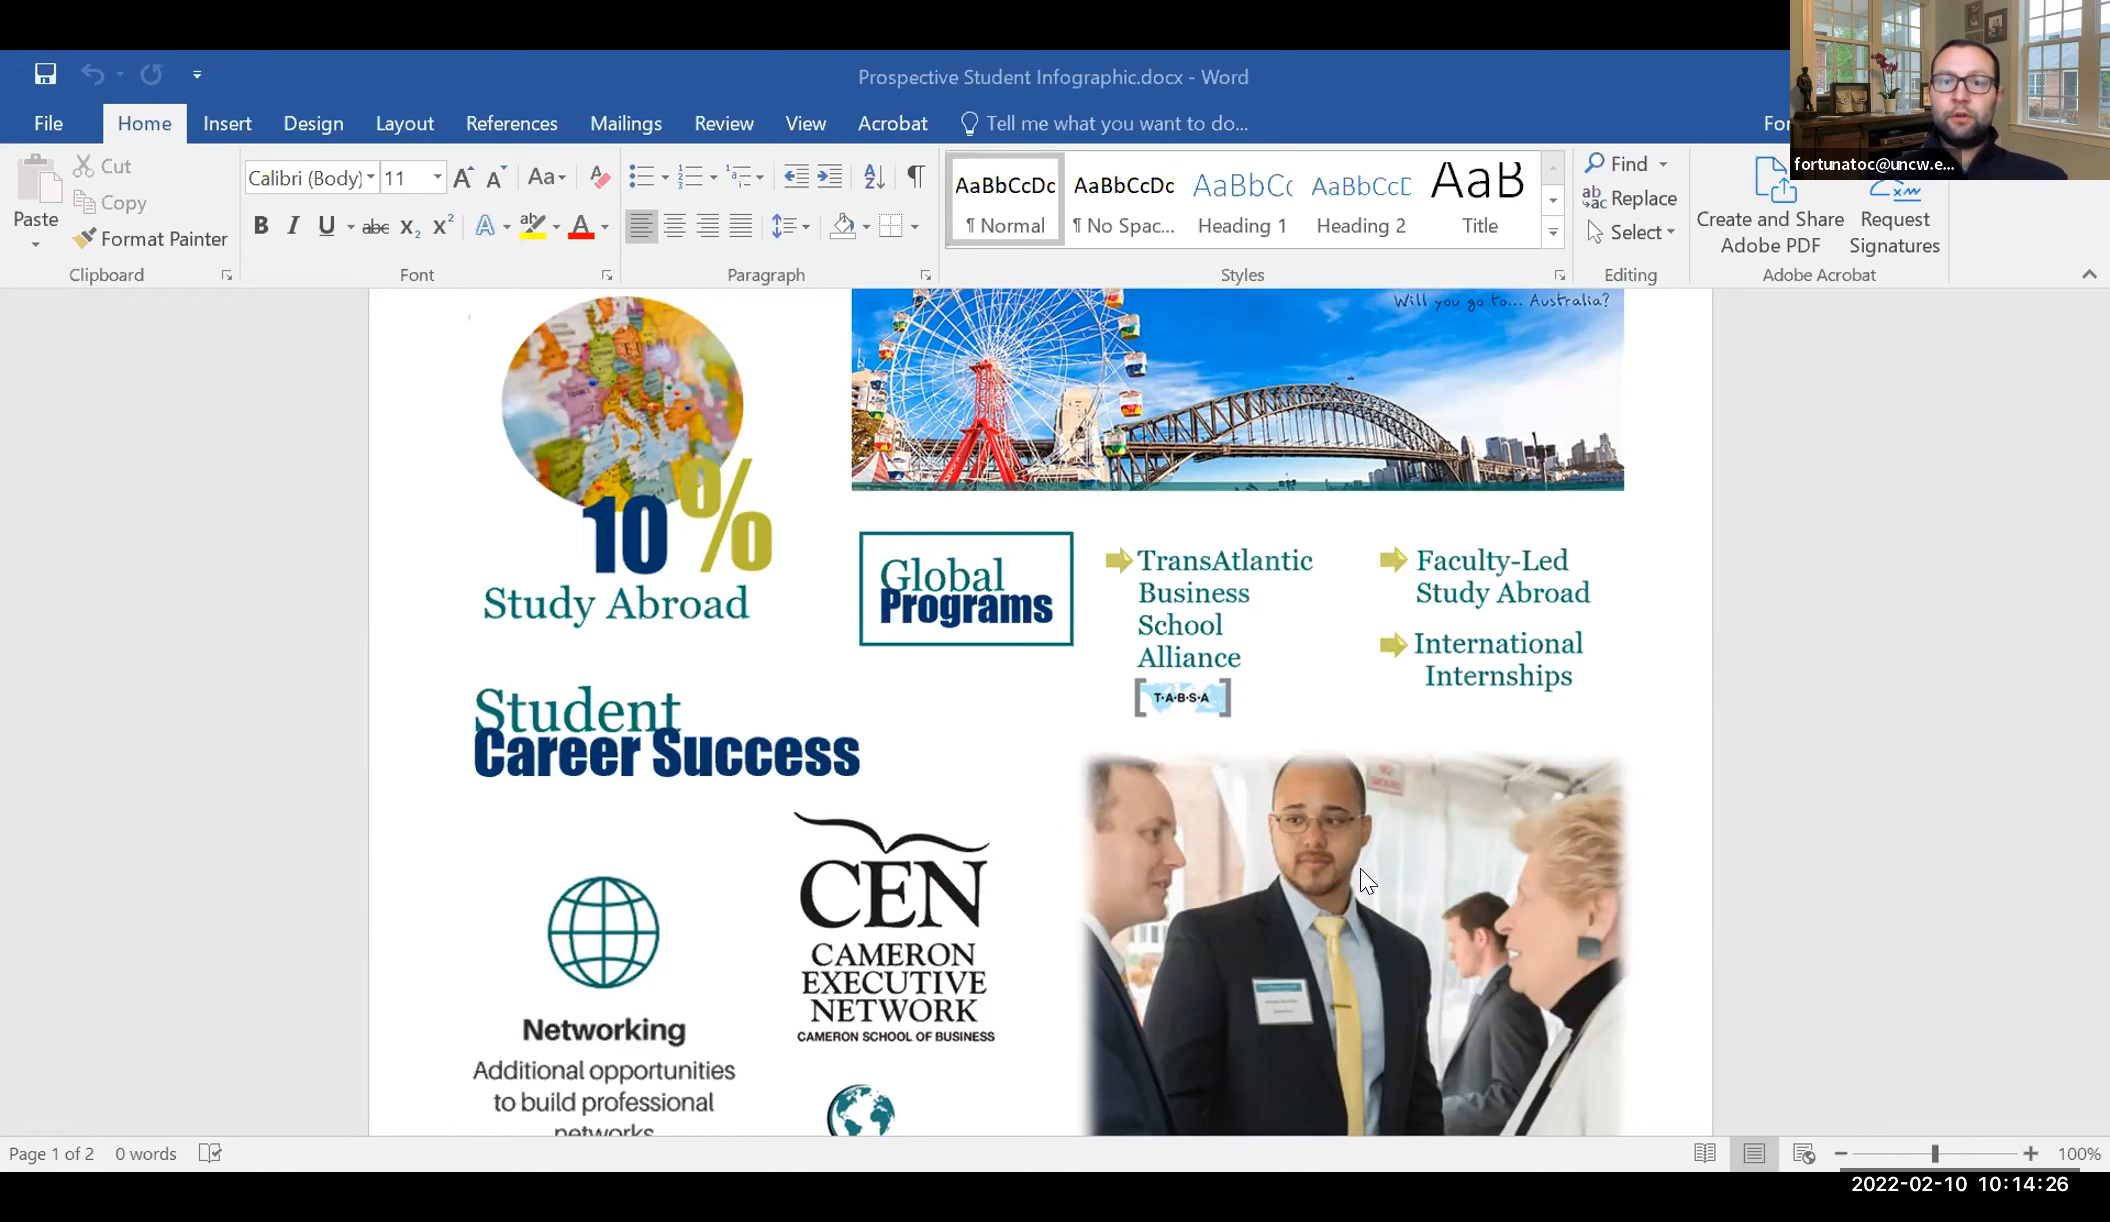 Prospective Student Infographic.docx - Word
File Home Insert Design Layout References Mailings Review View Acrobat Tell me what you want to do... For
fortunatoc@uncw.e...
Paste
Cut
Copy
Format Painter
Clipboard
Calibri (Body) 11
Font
Paragraph
AaBbCcDc AaBbCcDc AaBbCc AaBbCcD AaB
¶ Normal ¶ No Spac... Heading 1 Heading 2 Title
Styles
Find
Replace
Select
Editing
Create and Share
Adobe PDF
Request
Signatures
Adobe Acrobat
Will you go to... Australia?
10%
Study Abroad
Global
Programs
TransAtlantic
Business
School
Alliance
T·A·B·S·A
Faculty-Led
Study Abroad
International
Internships
Student
Career Success
Networking
Additional opportunities
to build professional
networks
CEN
CAMERON
EXECUTIVE
NETWORK
CAMERON SCHOOL OF BUSINESS
Page 1 of 2 0 words
100%
2022-02-10 10:14:26